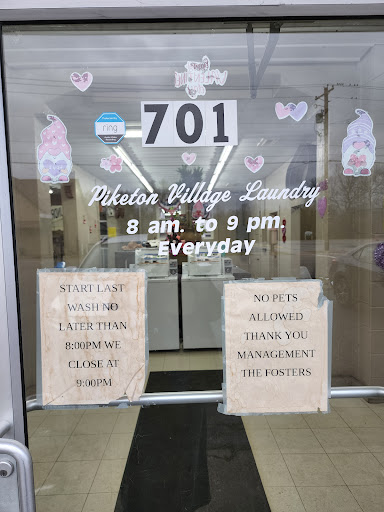 ring
701
Piketon Village Laundry
8 am. to 9 pm.
Everyday
START LAST
WASH NO
LATER THAN
8:00PM WE
CLOSE AT
9:00PM
NO PETS
ALLOWED
THANK YOU
MANAGEMENT
THE FOSTERS